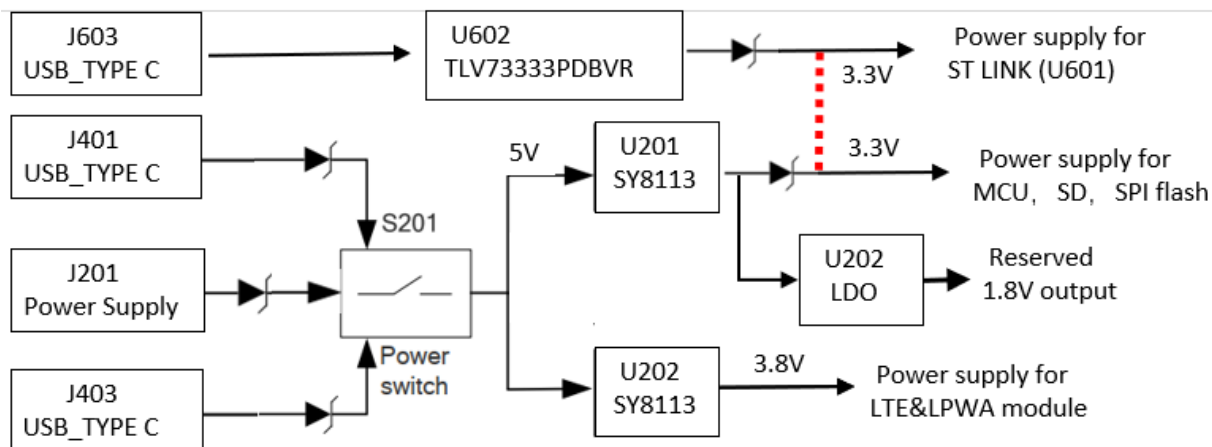 J603
USB_TYPE C
U602
TLV73333PDBVR
3.3V
Power supply for
ST LINK (U601)
J401
USB_TYPE C
S201
5V
U201
SY8113
3.3V
Power supply for
MCU， SD， SPI flash
J201
Power Supply
Power
switch
U202
LDO
Reserved
1.8V output
J403
USB_TYPE C
U202
SY8113
3.8V
Power supply for
LTE&LPWA module